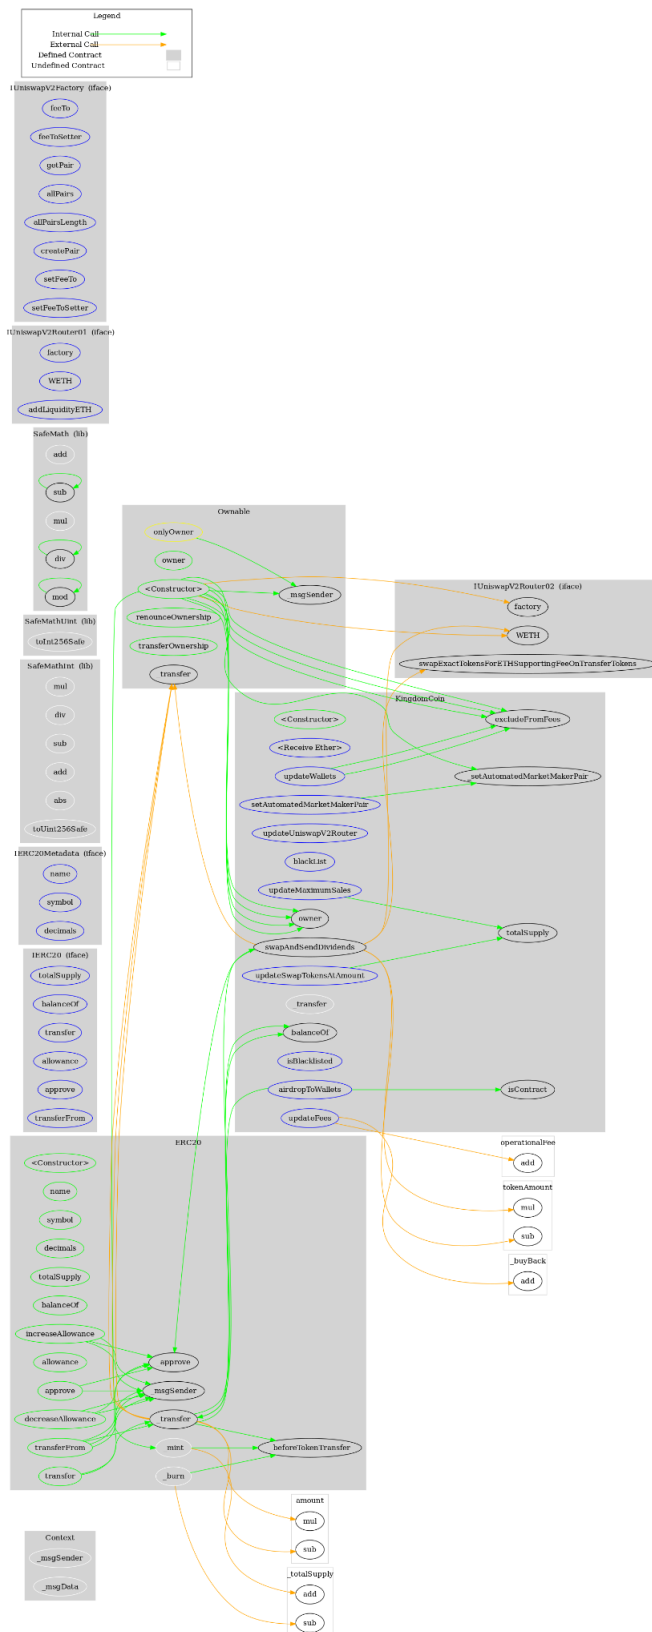 Legend
Internal Call
External Call
Defined Contract
Undefined Contract
IUniswapV2Factory (iface)
feeTo
feeToSetter
getPair
allPairs
allPairsLength
createPair
setFeeTo
setFeeToSetter
IUniswapV2Router01 (iface)
factory
WETH
addLiquidityETH
SafeMath (lib)
add
sub
mul
div
mod
SafeMathUint (lib)
toInt256Safe
SafeMathInt (lib)
mul
div
sub
add
abs
toUint256Safe
IERC20Metadata (iface)
name
symbol
decimals
IERC20 (iface)
totalSupply
balanceOf
transfer
allowance
approve
transferFrom
Ownable
onlyOwner
owner
<Constructor>
_msgSender
renounceOwnership
transferOwnership
transfer
IUniswapV2Router02 (iface)
factory
WETH
swapExactTokensForETHSupportingFeeOnTransferTokens
KingdomCoin
<Constructor>
excludeFromFees
<Receive Ether>
updateWallets
_setAutomatedMarketMakerPair
setAutomatedMarketMakerPair
updateUniswapV2Router
blackList
updateMaximumSales
owner
totalSupply
swapAndSendDividends
updateSwapTokensAtAmount
transfer
balanceOf
isBlacklisted
airdropToWallets
isContract
updateFees
operationalFee
add
tokenAmount
mul
sub
_buyBack
add
ERC20
<Constructor>
name
symbol
decimals
totalSupply
balanceOf
increaseAllowance
allowance
approve
approve
_msgSender
decreaseAllowance
transfer
transferFrom
mint
beforeTokenTransfer
transfer
_burn
amount
mul
sub
Context
_msgSender
_msgData
_totalSupply
add
sub